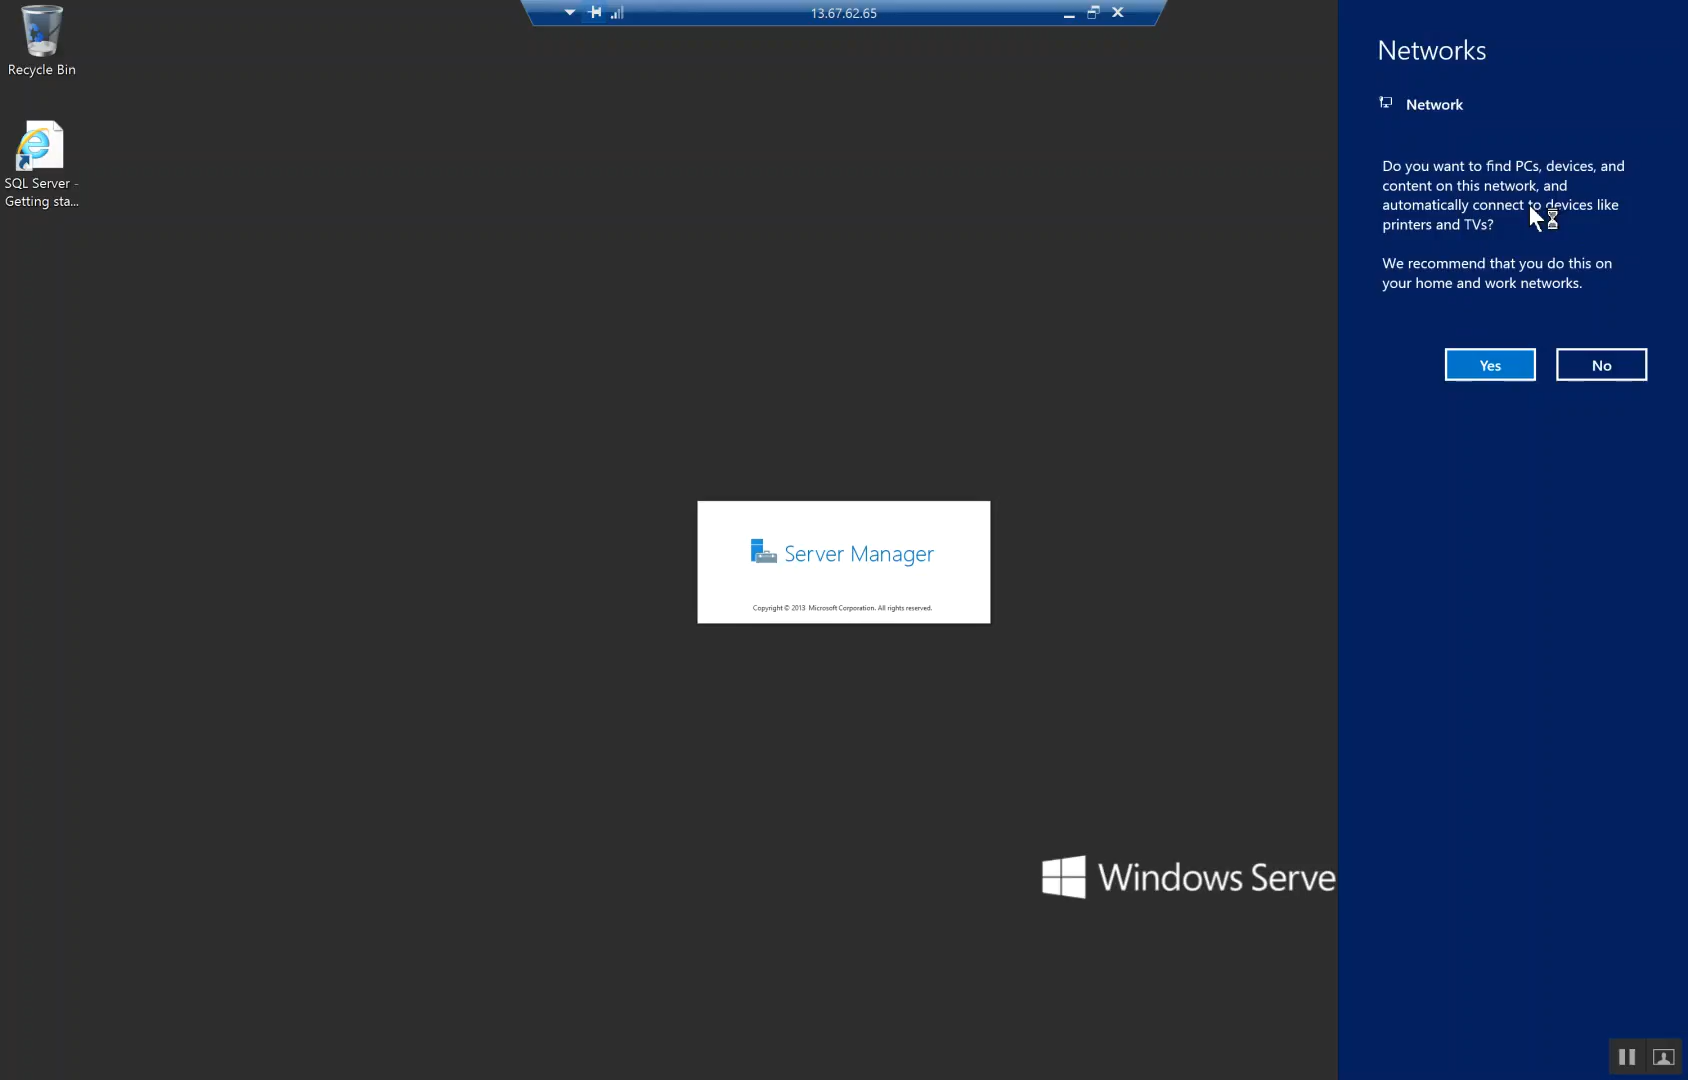 13.67.62.65
Recycle Bin
SQL Server -
Getting sta...
Networks
Network
Do you want to find PCs, devices, and
content on this network, and
automatically connect to devices like
printers and TVs?
We recommend that you do this on
your home and work networks.
Yes
No
Server Manager
Copyright © 2013 Microsoft Corporation. All rights reserved.
Windows Serve